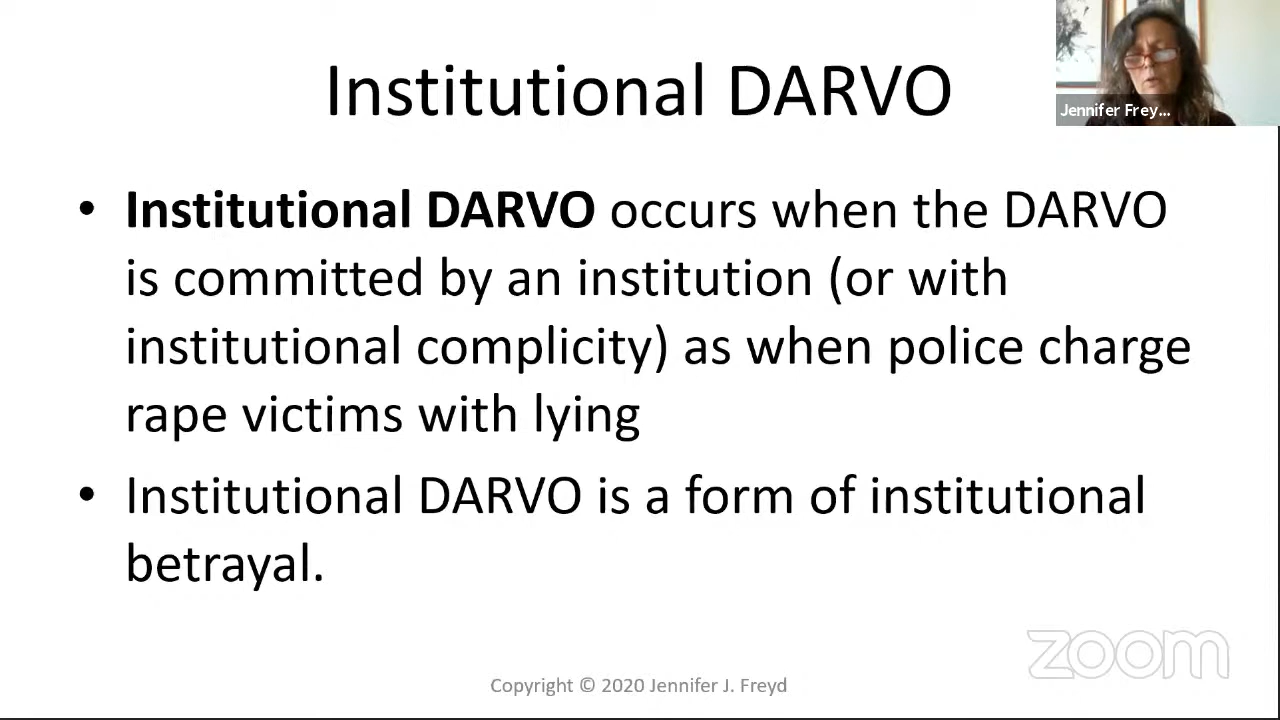 Institutional DARVO
Jennifer Frey...
• Institutional DARVO occurs when the DARVO
is committed by an institution (or with
institutional complicity) as when police charge
rape victims with lying
• Institutional DARVO is a form of institutional
betrayal.
zoom
Copyright © 2020 Jennifer J. Freyd